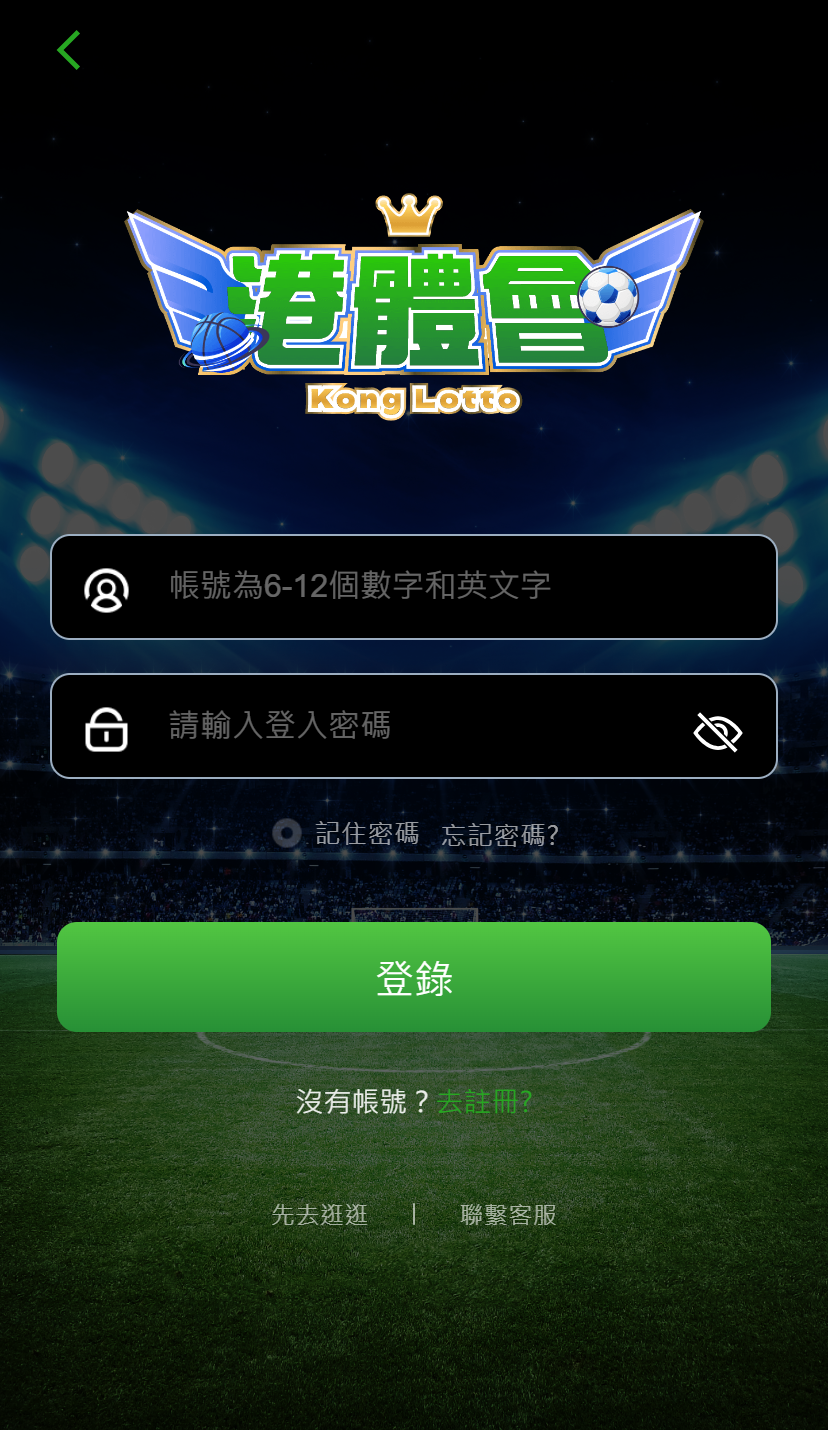 港體會
Kong Lotto
帳號為6-12個數字和英文字
請輸入登入密碼
記住密碼 忘記密碼?
登錄
沒有帳號？去註冊?
先去逛逛 | 聯繫客服